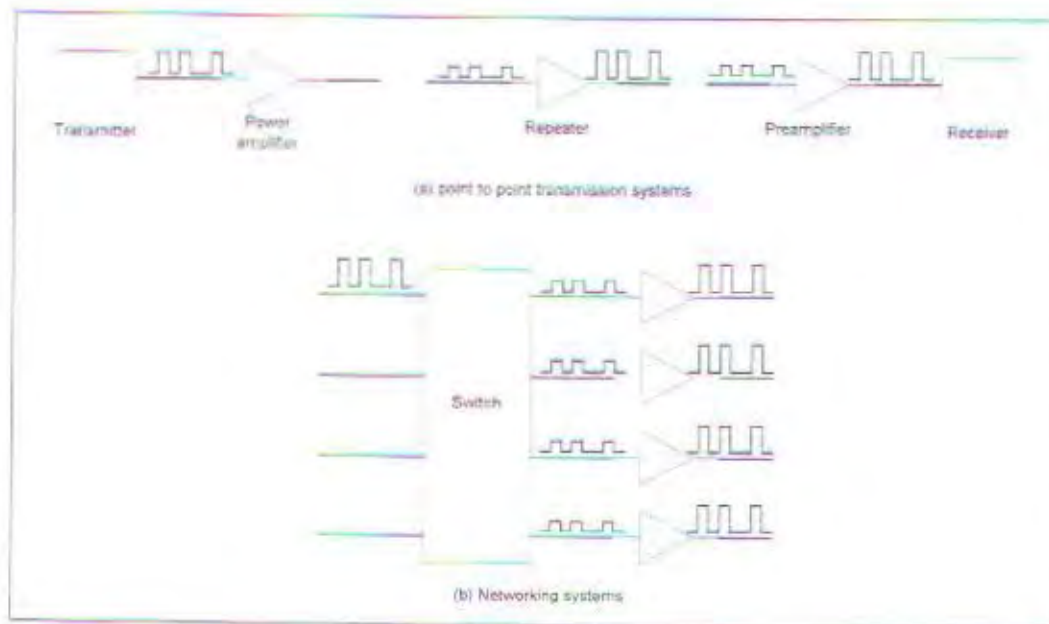 Transmitter
Power
amplifier
Repeater
Preamplifier
Receiver
(a) point to point transmission systems
Switch
(b) Networking systems